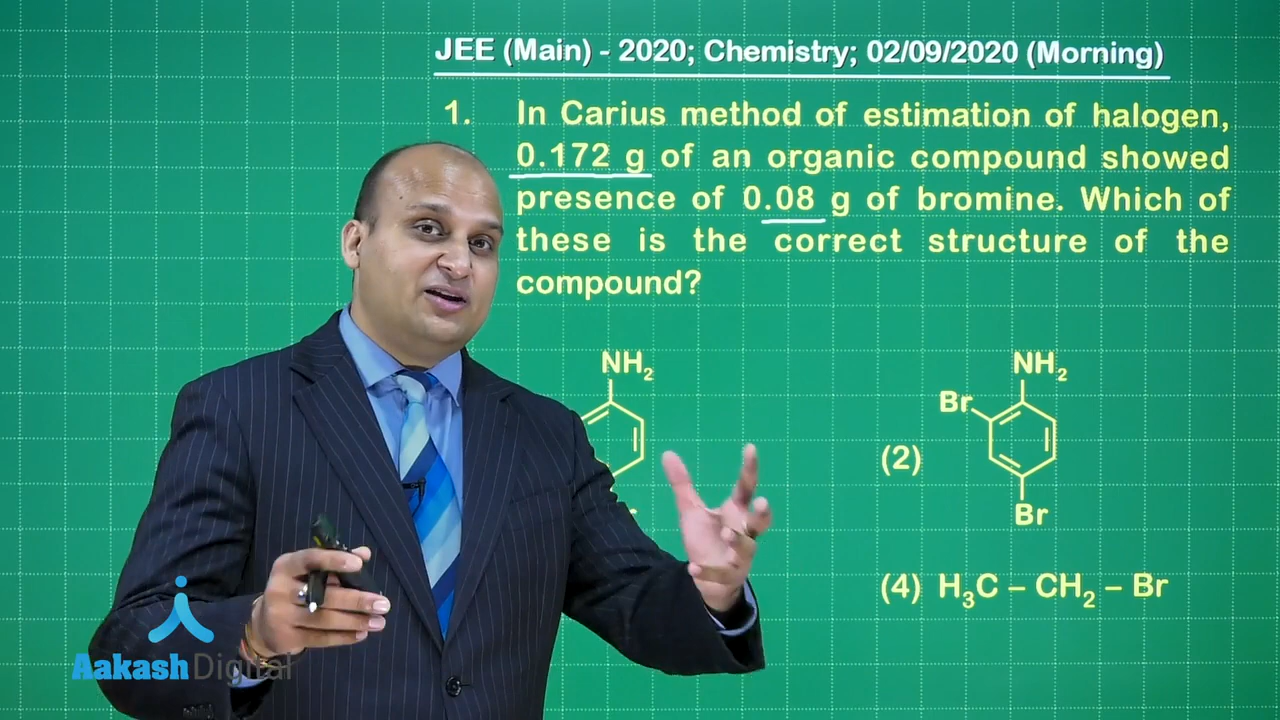 JEE (Main) - 2020; Chemistry; 02/09/2020 (Morning)
1. In Carius method of estimation of halogen,
0.172 g of an organic compound showed
presence of 0.08 g of bromine. Which of
these is the correct structure of the
compound?
NH₂
NH₂
Br
(2)
Br
(4) H₃C – CH₂ – Br
Aakash Digital